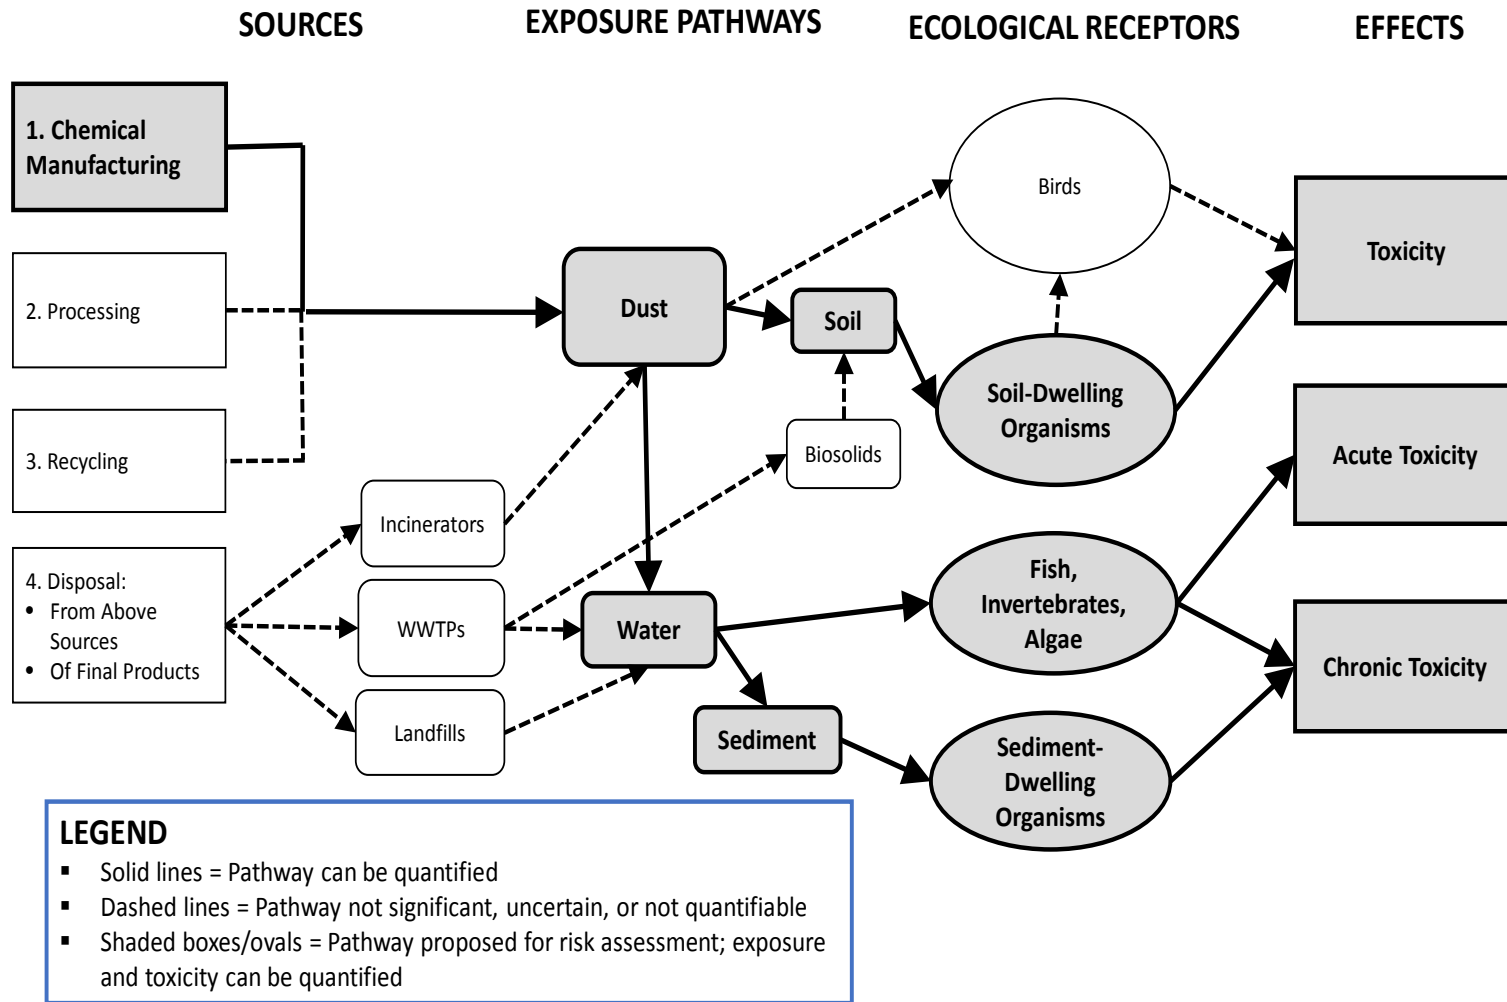 SOURCES
EXPOSURE PATHWAYS
ECOLOGICAL RECEPTORS
EFFECTS
1. Chemical
Manufacturing
2. Processing
3. Recycling
4. Disposal:
• From Above
Sources
• Of Final Products
Incinerators
WWTPs
Landfills
Dust
Soil
Biosolids
Water
Sediment
Birds
Soil-Dwelling
Organisms
Fish,
Invertebrates,
Algae
Sediment-
Dwelling
Organisms
Toxicity
Acute Toxicity
Chronic Toxicity
LEGEND
▪ Solid lines = Pathway can be quantified
▪ Dashed lines = Pathway not significant, uncertain, or not quantifiable
▪ Shaded boxes/ovals = Pathway proposed for risk assessment; exposure
and toxicity can be quantified